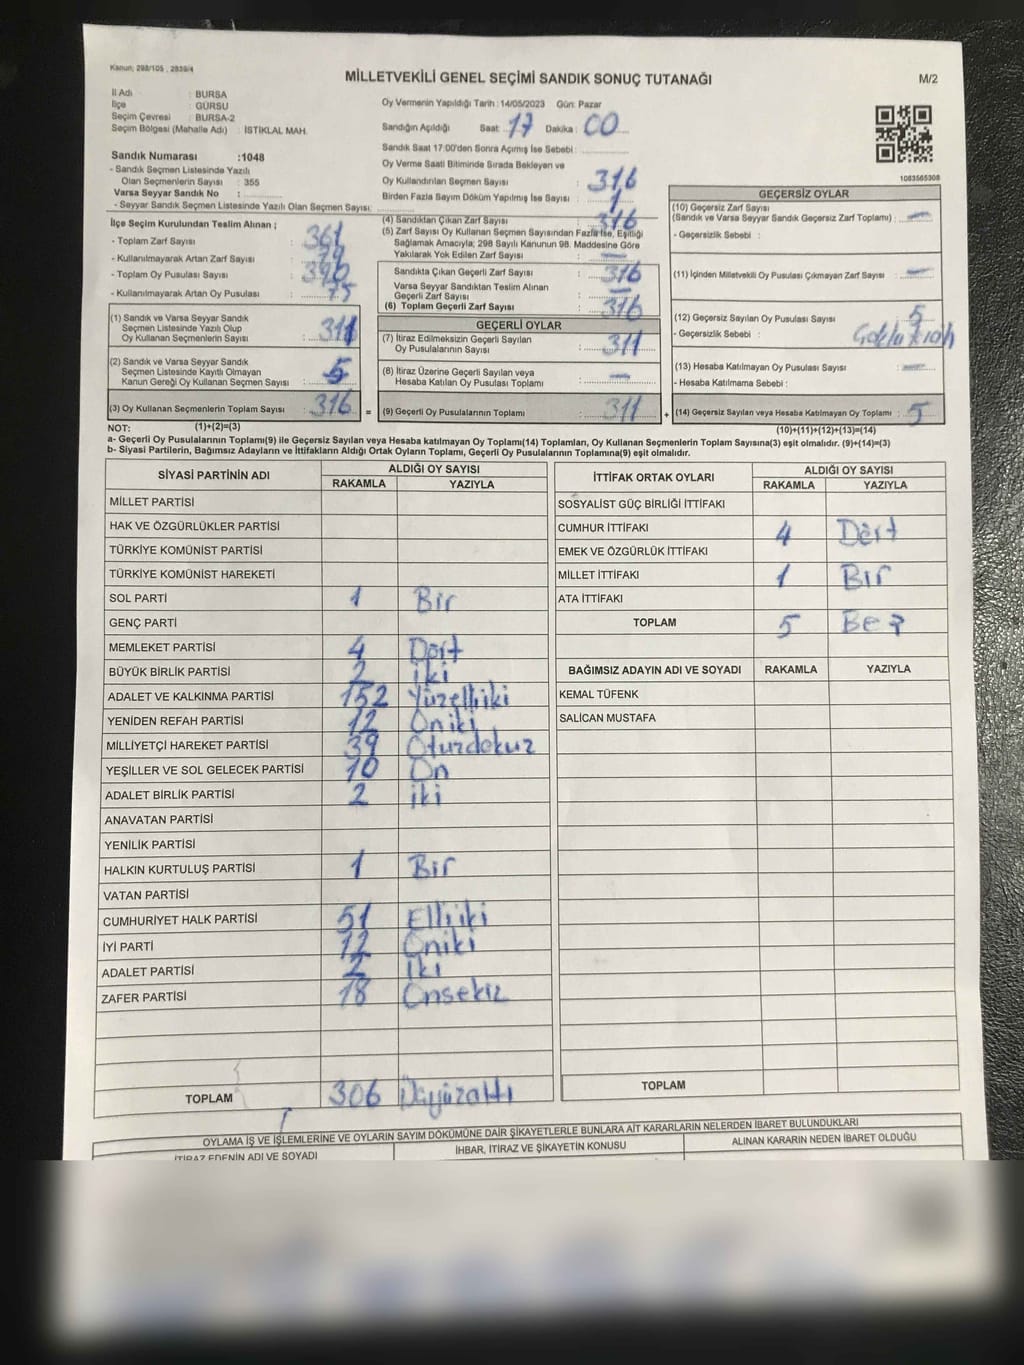 Kanun; 298/105 , 2839/4
MİLLETVEKİLİ GENEL SEÇİMİ SANDIK SONUÇ TUTANAĞI
M/2
İl Adı : BURSA
İlçe : GÜRSU
Seçim Çevresi : BURSA-2
Seçim Bölgesi (Mahalle Adı) : İSTİKLAL MAH.
Oy Vermenin Yapıldığı Tarih : 14/05/2023 Gün: Pazar
Sandığın Açıldığı Saat: 17 Dakika: 00
Sandık Saat 17:00'den Sonra Açımış İse Sebebi :
Oy Verme Saati Bitiminde Sırada Bekleyen ve
Oy Kullandırılan Seçmen Sayısı : 316
Birden Fazla Sayım Döküm Yapılmış İse Sayısı : 1
1083565308
Sandık Numarası :1048
- Sandık Seçmen Listesinde Yazılı
Olan Seçmenlerin Sayısı : 355
Varsa Seyyar Sandık No :
- Seyyar Sandık Seçmen Listesinde Yazılı Olan Seçmen Sayısı:
İlçe Seçim Kurulundan Teslim Alınan ;
- Toplam Zarf Sayısı : 361
- Kullanılmayarak Artan Zarf Sayısı :
- Toplam Oy Pusulası Sayısı : 390
- Kullanılmayarak Artan Oy Pusulası : 75
(1) Sandık ve Varsa Seyyar Sandık
Seçmen Listesinde Yazılı Olup
Oy Kullanan Seçmenlerin Sayısı : 311
(2) Sandık ve Varsa Seyyar Sandık
Seçmen Listesinde Kayıtlı Olmayan
Kanun Gereği Oy Kullanan Seçmen Sayısı : 5
(3) Oy Kullanan Seçmenlerin Toplam Sayısı : 316 =
(4) Sandıktan Çıkan Zarf Sayısı : 316
(5) Zarf Sayısı Oy Kullanan Seçmen Sayısından Fazla İse, Eşitliği
Sağlamak Amacıyla; 298 Sayılı Kanunun 98. Maddesine Göre
Yakılarak Yok Edilen Zarf Sayısı : —
Sandıkta Çıkan Geçerli Zarf Sayısı : 316
Varsa Seyyar Sandıktan Teslim Alınan
Geçerli Zarf Sayısı : —
(6) Toplam Geçerli Zarf Sayısı : 316
GEÇERLİ OYLAR
(7) İtiraz Edilmeksizin Geçerli Sayılan
Oy Pusulalarının Sayısı : 311
(8) İtiraz Üzerine Geçerli Sayılan veya
Hesaba Katılan Oy Pusulası Toplamı : —
(9) Geçerli Oy Pusulalarının Toplamı : 311 +
GEÇERSİZ OYLAR
(10) Geçersiz Zarf Sayısı
(Sandık ve Varsa Seyyar Sandık Geçersiz Zarf Toplamı) : —
- Geçersizlik Sebebi :
(11) İçinden Milletvekili Oy Pusulası Çıkmayan Zarf Sayısı : —
(12) Geçersiz Sayılan Oy Pusulası Sayısı : 5
- Geçersizlik Sebebi :
(13) Hesaba Katılmayan Oy Pusulası Sayısı : —
- Hesaba Katılmama Sebebi :
(14) Geçersiz Sayılan veya Hesaba Katılmayan Oy Toplamı : 5
NOT: (1)+(2)=(3)
(10)+(11)+(12)+(13)=(14)
a- Geçerli Oy Pusulalarının Toplamı(9) ile Geçersiz Sayılan veya Hesaba katılmayan Oy Toplamı(14) Toplamları, Oy Kullanan Seçmenlerin Toplam Sayısına(3) eşit olmalıdır. (9)+(14)=(3)
b- Siyasi Partilerin, Bağımsız Adayların ve İttifakların Aldığı Ortak Oyların Toplamı, Geçerli Oy Pusulalarının Toplamına(9) eşit olmalıdır.
SİYASİ PARTİNİN ADI ALDIĞI OY SAYISI
RAKAMLA YAZIYLA
MİLLET PARTİSİ
HAK VE ÖZGÜRLÜKLER PARTİSİ
TÜRKİYE KOMÜNİST PARTİSİ
TÜRKİYE KOMÜNİST HAREKETİ
SOL PARTİ 1 Bir
GENÇ PARTİ
MEMLEKET PARTİSİ 4 Dört
BÜYÜK BİRLİK PARTİSİ 2 iki
ADALET VE KALKINMA PARTİSİ 152 Yüzelliiki
YENİDEN REFAH PARTİSİ 12 Oniki
MİLLİYETÇİ HAREKET PARTİSİ 39 Otuzdokuz
YEŞİLLER VE SOL GELECEK PARTİSİ 10 On
ADALET BİRLİK PARTİSİ 2 iki
ANAVATAN PARTİSİ
YENİLİK PARTİSİ
HALKIN KURTULUŞ PARTİSİ 1 Bir
VATAN PARTİSİ
CUMHURİYET HALK PARTİSİ 51 Elliiki
İYİ PARTİ 12 Oniki
ADALET PARTİSİ 2 iki
ZAFER PARTİSİ 18 Onsekiz
TOPLAM 306 Üçyüzaltı
İTTİFAK ORTAK OYLARI ALDIĞI OY SAYISI
RAKAMLA YAZIYLA
SOSYALİST GÜÇ BİRLİĞİ İTTİFAKI
CUMHUR İTTİFAKI 4 Dört
EMEK VE ÖZGÜRLÜK İTTİFAKI
MİLLET İTTİFAKI 1 Bir
ATA İTTİFAKI
TOPLAM 5 Beş
BAĞIMSIZ ADAYIN ADI VE SOYADI RAKAMLA YAZIYLA
KEMAL TÜFENK
SALİCAN MUSTAFA
TOPLAM
OYLAMA İŞ VE İŞLEMLERİNE VE OYLARIN SAYIM DÖKÜMÜNE DAİR ŞİKAYETLERLE BUNLARA AİT KARARLARIN NELERDEN İBARET BULUNDUKLARI
İTİRAZ EDENİN ADI VE SOYADI İHBAR, İTİRAZ VE ŞİKAYETİN KONUSU ALINAN KARARIN NEDEN İBARET OLDUĞU